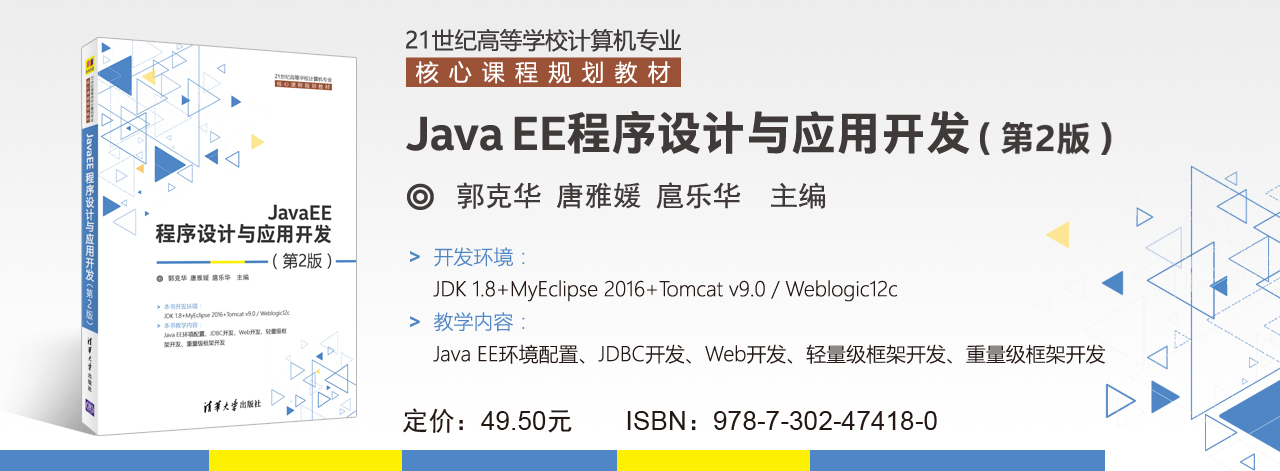 21世纪高等学校计算机专业
核心课程规划教材
JavaEE 程序设计与应用开发（第2版）
清华大学出版社
JavaEE
程序设计与应用开发
（第2版）
郭克华 唐雅媛 扈乐华 主编
> 本书开发环境：
JDK 1.8+MyEclipse 2016+Tomcat v9.0 / Weblogic12c
> 本书教学内容：
Java EE环境配置、JDBC开发、Web开发、轻量级框
架开发、重量级框架开发
清华大学出版社
21世纪高等学校计算机专业
核心课程规划教材
Java EE程序设计与应用开发（第2版）
郭克华 唐雅媛 扈乐华 主编
> 开发环境：
JDK 1.8+MyEclipse 2016+Tomcat v9.0 / Weblogic12c
> 教学内容：
Java EE环境配置、JDBC开发、Web开发、轻量级框架开发、重量级框架开发
定价：49.50元 ISBN：978-7-302-47418-0